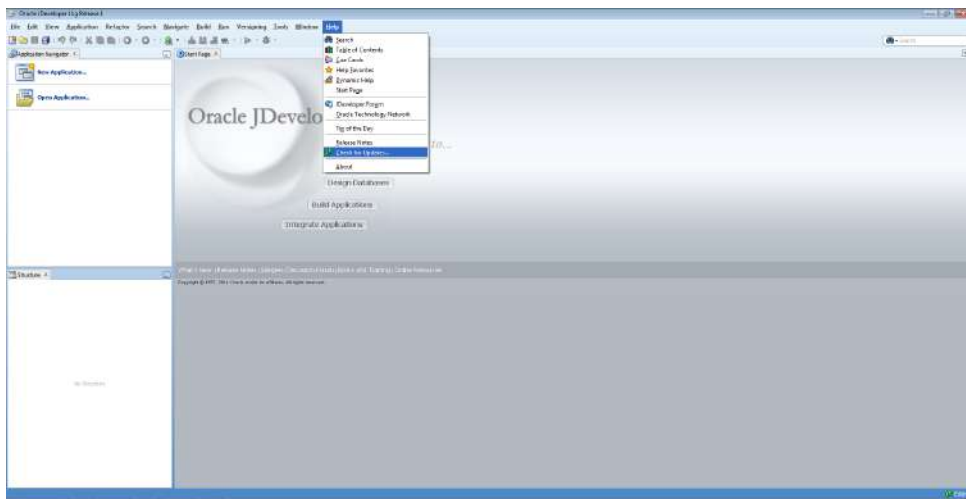 Oracle JDeveloper 11g Release 1
File Edit View Application Refactor Search Navigate Build Run Versioning Tools Window Help
Search
Application Navigator
Start Page
New Application...
Open Application...
Search
Table of Contents
Cue Cards
Help Favorites
Dynamic Help
Start Page
JDeveloper Forum
Oracle Technology Network
Tip of the Day
Release Notes
Check for Updates...
About
Oracle JDevelo
to...
Design Databases
Build Applications
Integrate Applications
Structure